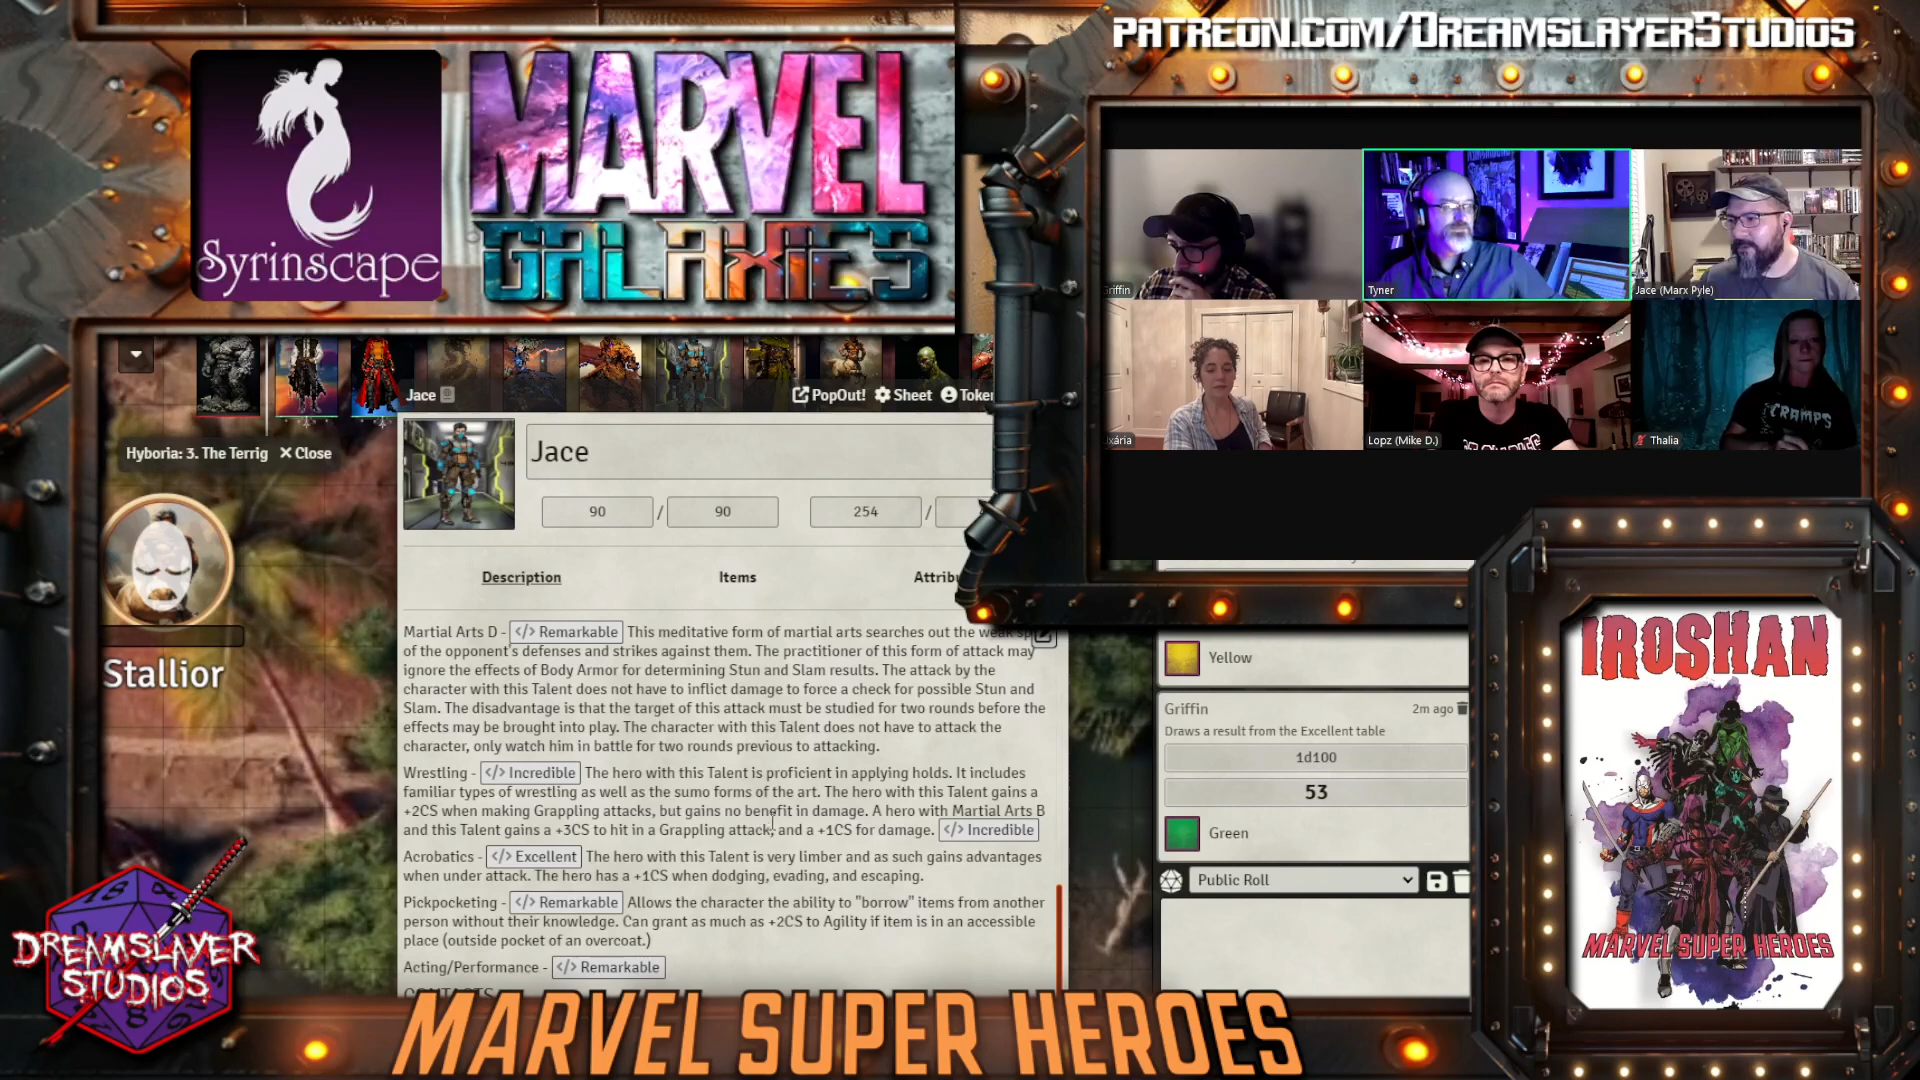 PATREON.COM/DREAMSLAYERSTUDIOS
Syrinscape
MARVEL
GALAXIES
riffin
Tyner
Jace (Marx Pyle)
xária
Lopz (Mike D.)
Thalia
CRAMPS
Jace
PopOut!
Sheet
Token
Hyboria: 3. The Terrig
Close
Jace
90 / 90
254 /
Description
Items
Attribu
Stallior
Martial Arts D - </> Remarkable This meditative form of martial arts searches out the weak sp
of the opponent's defenses and strikes against them. The practitioner of this form of attack may
ignore the effects of Body Armor for determining Stun and Slam results. The attack by the
character with this Talent does not have to inflict damage to force a check for possible Stun and
Slam. The disadvantage is that the target of this attack must be studied for two rounds before the
effects may be brought into play. The character with this Talent does not have to attack the
character, only watch him in battle for two rounds previous to attacking.
Wrestling - </> Incredible The hero with this Talent is proficient in applying holds. It includes
familiar types of wrestling as well as the sumo forms of the art. The hero with this Talent gains a
+2CS when making Grappling attacks, but gains no benefit in damage. A hero with Martial Arts B
and this Talent gains a +3CS to hit in a Grappling attack, and a +1CS for damage. </> Incredible
Acrobatics - </> Excellent The hero with this Talent is very limber and as such gains advantages
when under attack. The hero has a +1CS when dodging, evading, and escaping.
Pickpocketing - </> Remarkable Allows the character the ability to "borrow" items from another
person without their knowledge. Can grant as much as +2CS to Agility if item is in an accessible
place (outside pocket of an overcoat.)
Acting/Performance - </> Remarkable
CONTACTS
Yellow
Griffin
2m ago
Draws a result from the Excellent table
1d100
53
Green
Public Roll
IROSHAN
MARVEL SUPER HEROES
DREAMSLAYER
STUDIOS
MARVEL SUPER HEROES